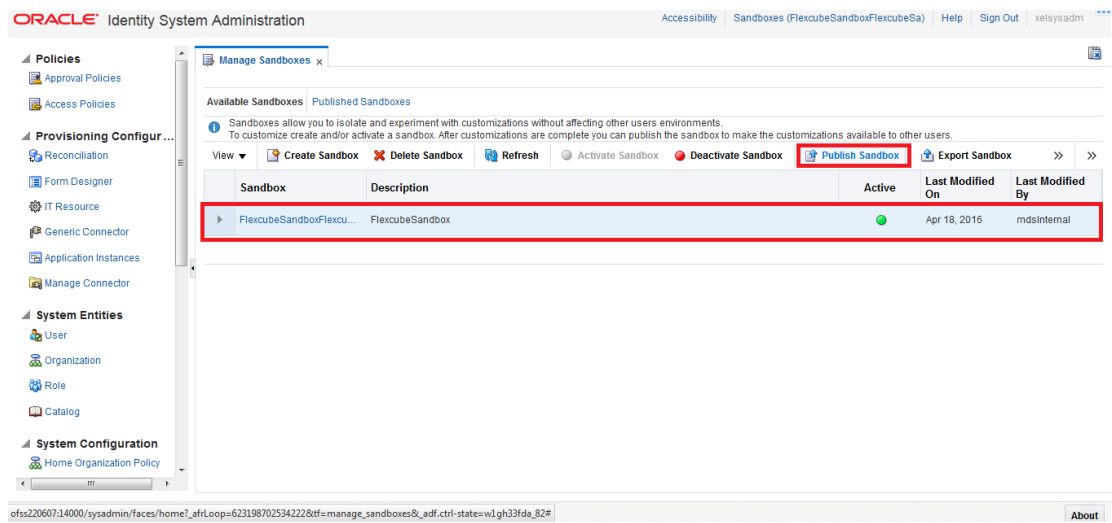 ORACLE Identity System Administration
Accessibility Sandboxes (FlexcubeSandboxFlexcubeSa) Help Sign Out xelsysadm
Policies
Approval Policies
Access Policies
Provisioning Configur...
Reconciliation
Form Designer
IT Resource
Generic Connector
Application Instances
Manage Connector
System Entities
User
Organization
Role
Catalog
System Configuration
Home Organization Policy
Manage Sandboxes x
Available Sandboxes Published Sandboxes
Sandboxes allow you to isolate and experiment with customizations without affecting other users environments.
To customize create and/or activate a sandbox. After customizations are complete you can publish the sandbox to make the customizations available to other users.
View Create Sandbox Delete Sandbox Refresh Activate Sandbox Deactivate Sandbox Publish Sandbox Export Sandbox » »
Sandbox Description Active Last Modified On Last Modified By
FlexcubeSandboxFlexcu... FlexcubeSandbox Apr 18, 2016 mdsInternal
ofss220607:14000/sysadmin/faces/home?_afrLoop=623198702534222&tf=manage_sandboxes&_adf.ctrl-state=w1gh33fda_82#
About